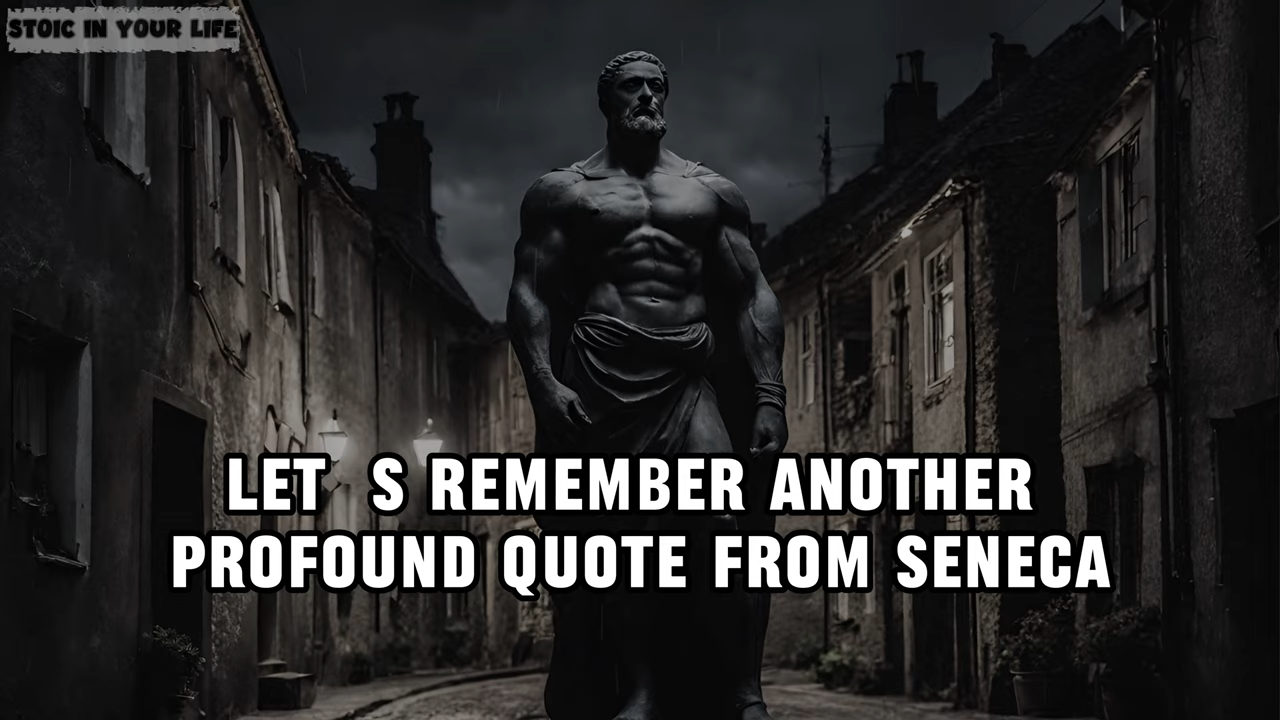 STOIC IN YOUR LIFE
LET  S REMEMBER ANOTHER
PROFOUND QUOTE FROM SENECA